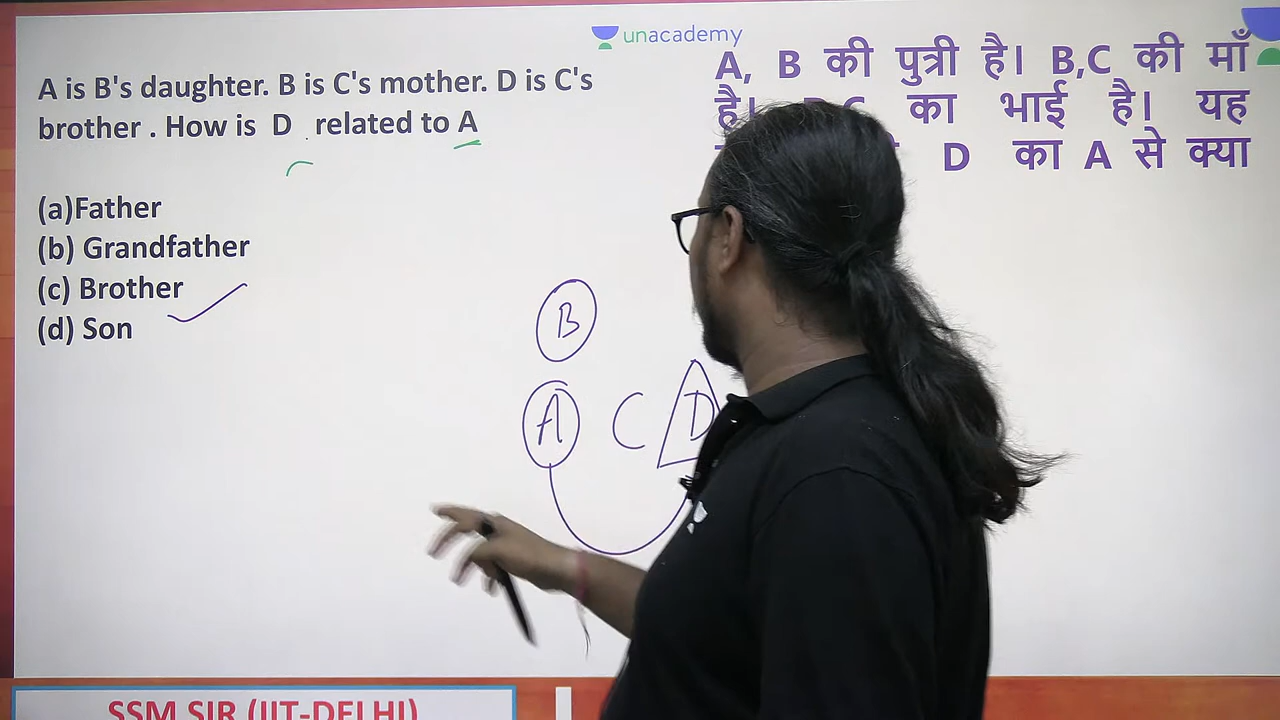 unacademy
A is B's daughter. B is C's mother. D is C's
brother . How is D related to A
(a)Father
(b) Grandfather
(c) Brother
(d) Son
A, B की पुत्री है। B,C की माँ
है। D,C का भाई है। यह
D का A से क्या
B
A C D
SSM SIR (IIT-DELHI)